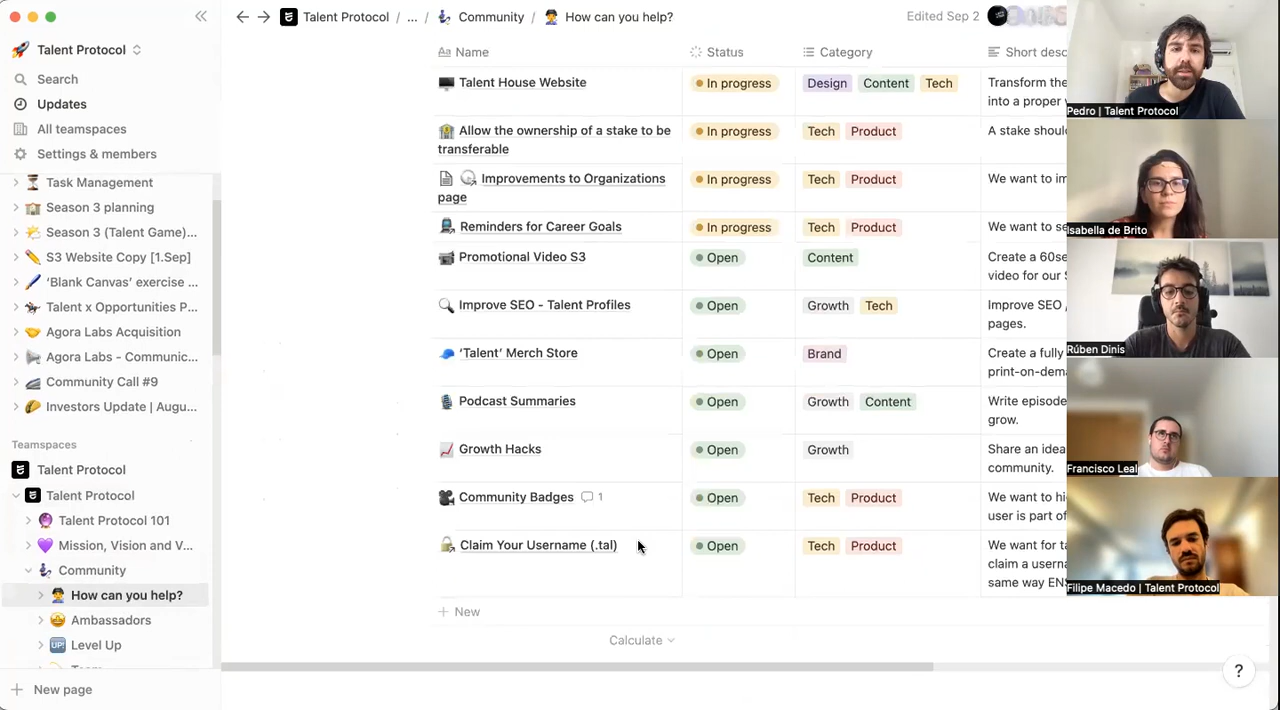 Talent Protocol
Search
Updates
All teamspaces
Settings & members
Task Management
Season 3 planning
Season 3 (Talent Game)...
S3 Website Copy [1.Sep]
‘Blank Canvas’ exercise ...
Talent x Opportunities P...
Agora Labs Acquisition
Agora Labs - Communic...
Community Call #9
Investors Update | Augu...
Teamspaces
Talent Protocol
Talent Protocol
Talent Protocol 101
Mission, Vision and V...
Community
How can you help?
Ambassadors
UP! Level Up
New page
Talent Protocol / ... / Community / How can you help?
Edited Sep 2
Aa Name Status Category Short desc
Talent House Website In progress Design Content Tech Transform the
into a proper
Allow the ownership of a stake to be In progress Tech Product A stake shoul
transferable
Improvements to Organizations In progress Tech Product We want to im
page
Reminders for Career Goals In progress Tech Product We want to se
Promotional Video S3 Open Content Create a 60se
video for our S
Improve SEO - Talent Profiles Open Growth Tech Improve SEO
pages.
‘Talent’ Merch Store Open Brand Create a fully
print-on-dema
Podcast Summaries Open Growth Content Write episode
grow.
Growth Hacks Open Growth Share an idea
community.
Community Badges 1 Open Tech Product We want to hi
user is part of
Claim Your Username (.tal) Open Tech Product We want for ta
claim a userna
same way ENS
New
Calculate
?
Pedro | Talent Protocol
Isabella de Brito
Rúben Dinis
Francisco Leal
Filipe Macedo | Talent Protocol